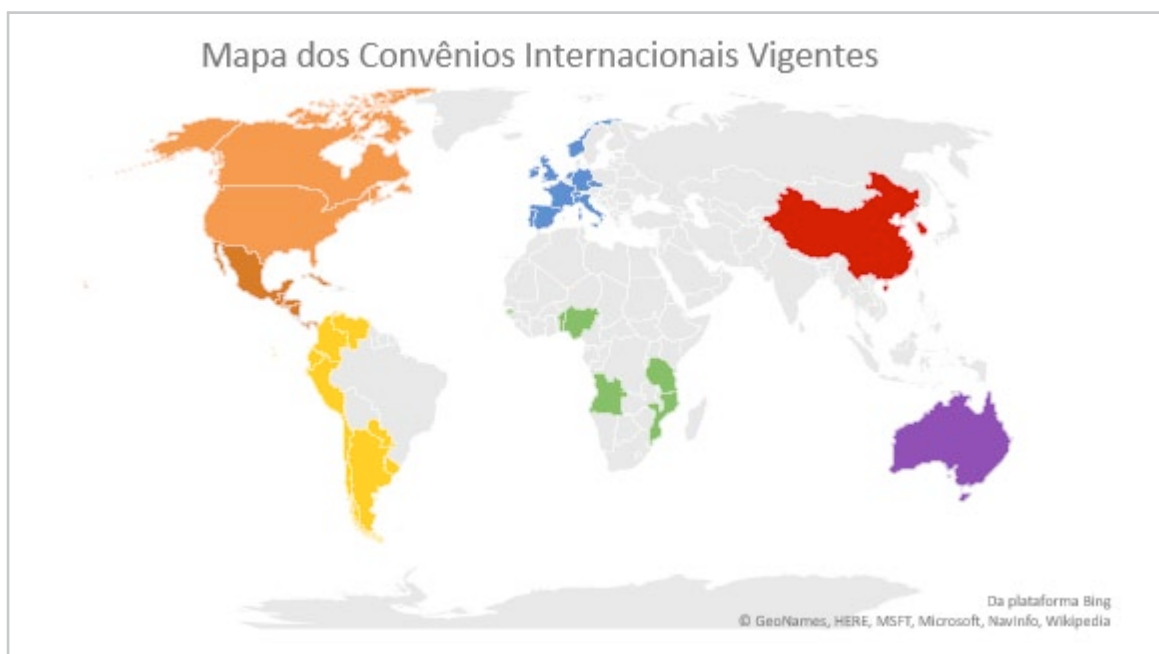 Mapa dos Convênios Internacionais Vigentes
Da plataforma Bing
© GeoNames, HERE, MSFT, Microsoft, NavInfo, Wikipedia